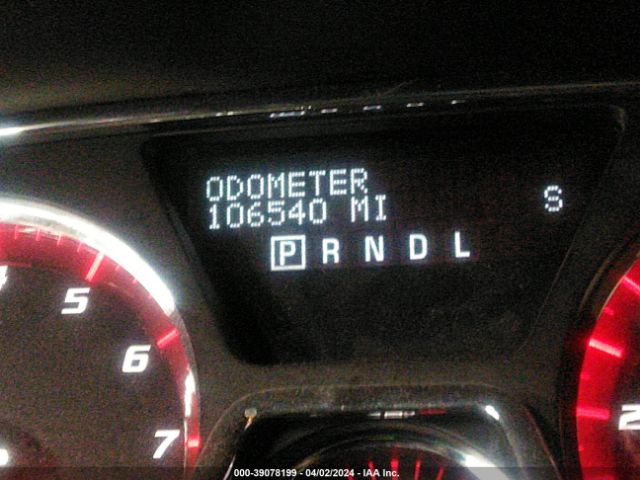 ODOMETER
106540 MI
S
P R N D L
5
6
7
2
000-39078199 - 04/02/2024 - IAA Inc.